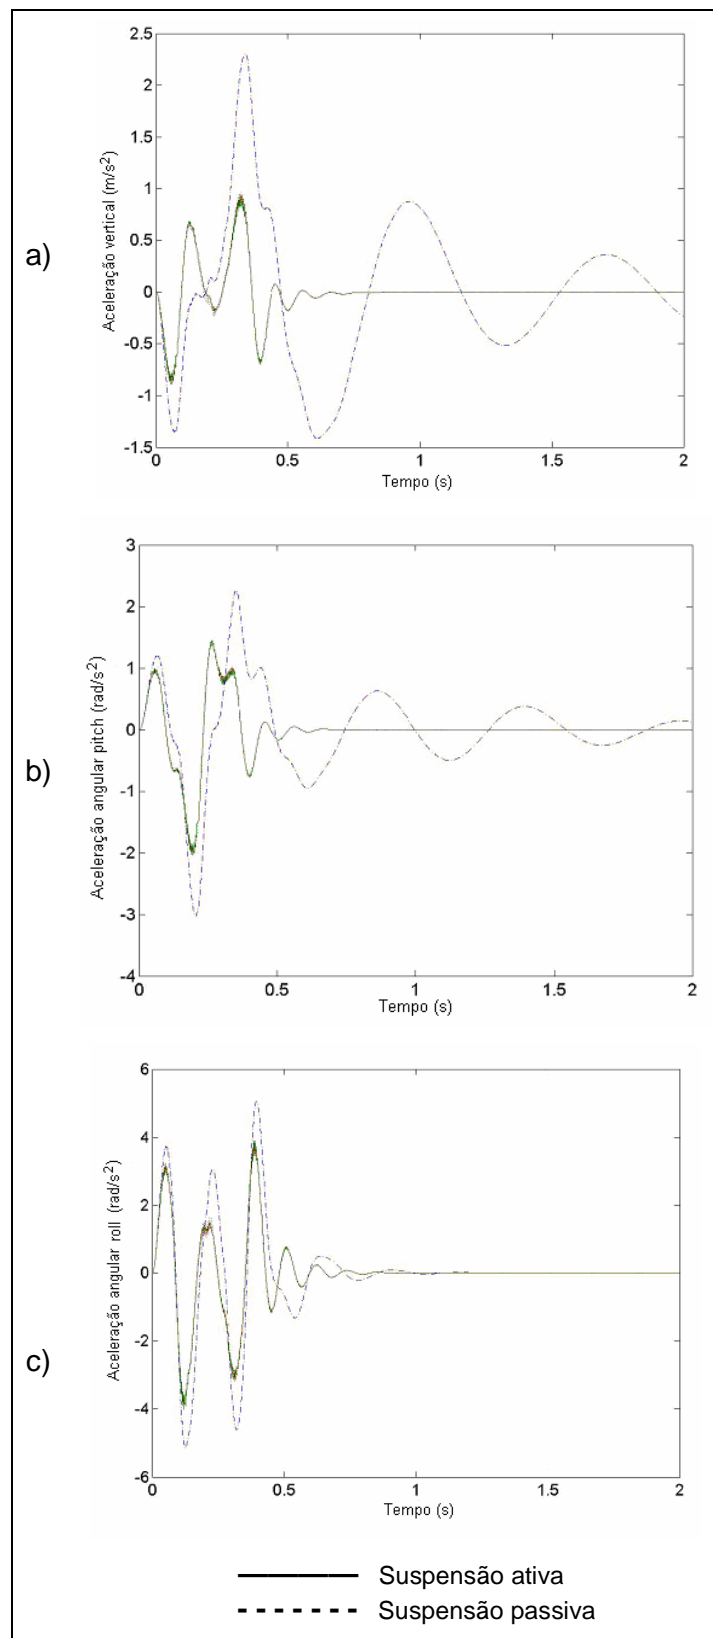 a)
Aceleração vertical (m/s²)
2.5
2
1.5
1
0.5
0
-0.5
-1
-1.5
0 0.5 1 1.5 2
Tempo (s)
b)
Aceleração angular pitch (rad/s²)
3
2
1
0
-1
-2
-3
-4
0 0.5 1 1.5 2
Tempo (s)
c)
Aceleração angular roll (rad/s²)
6
4
2
0
-2
-4
-6
0 0.5 1 1.5 2
Tempo (s)
Suspensão ativa
Suspensão passiva